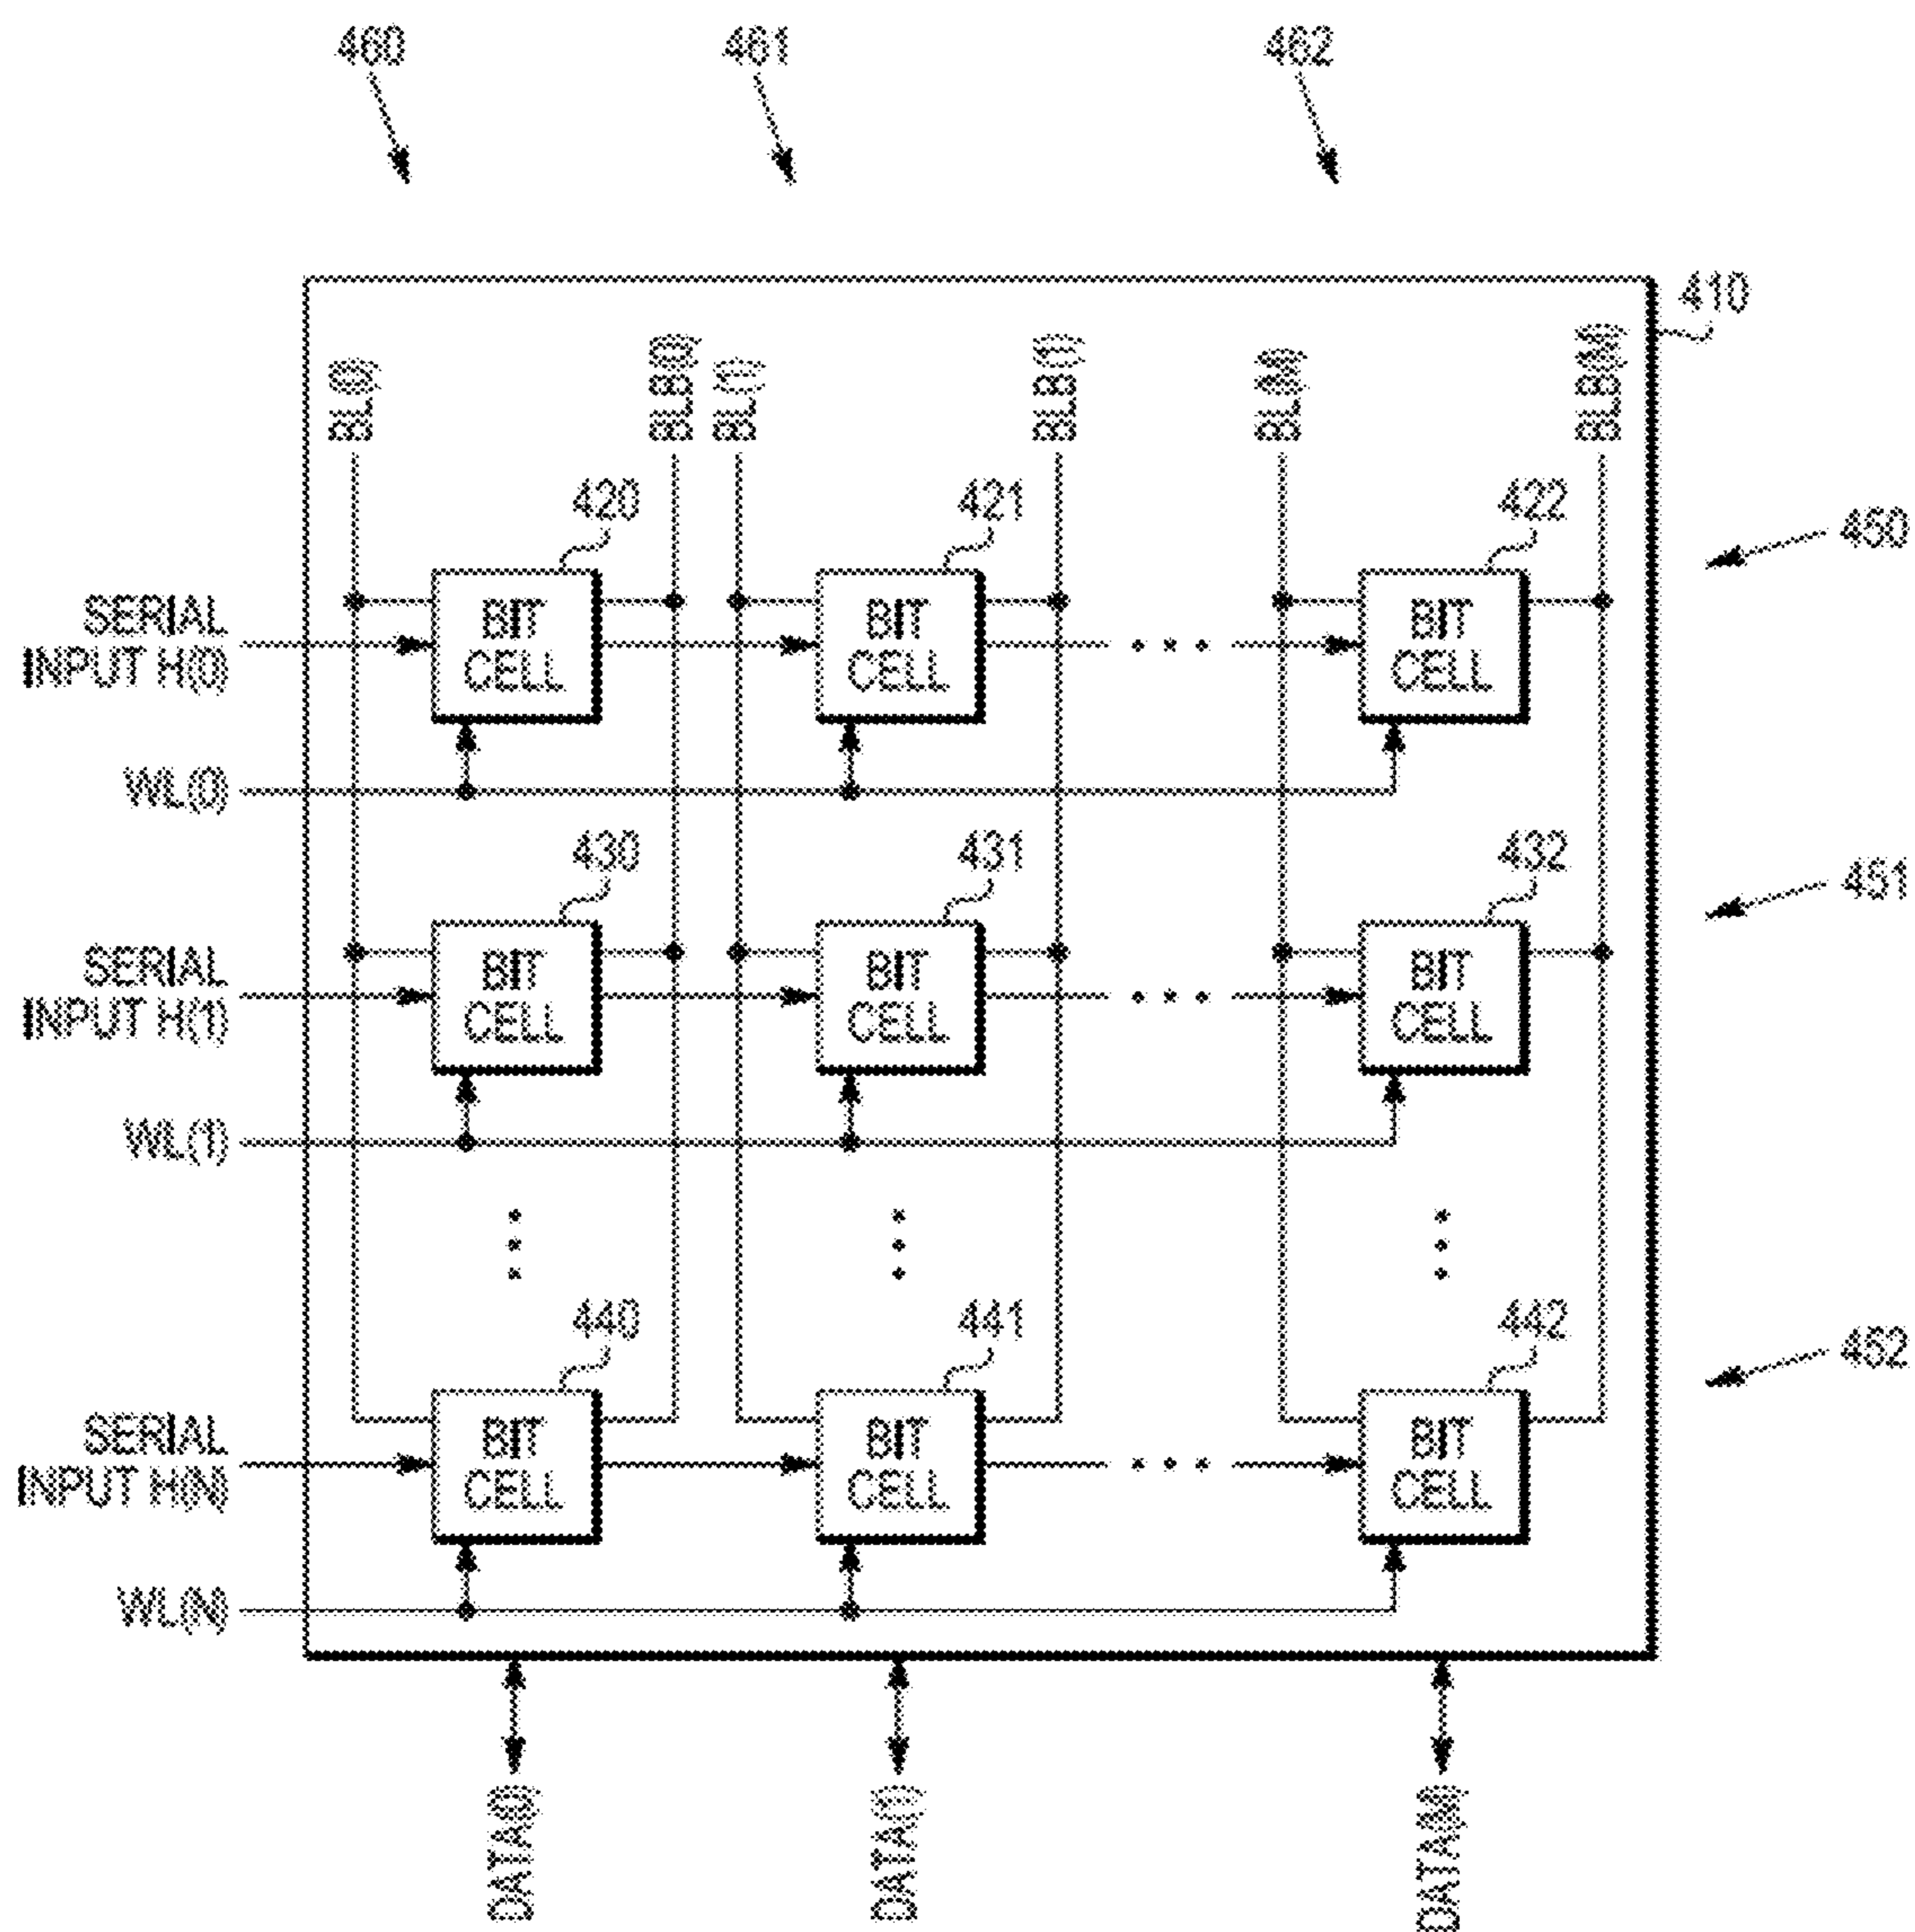 460
461
462
410
BL(0)
BLB(0)
BL(1)
BLB(1)
BL(M)
BLB(M)
420
421
422
450
SERIAL
INPUT H(0)
BIT
CELL
BIT
CELL
BIT
CELL
WL(0)
430
431
432
451
SERIAL
INPUT H(1)
BIT
CELL
BIT
CELL
BIT
CELL
WL(1)
440
441
442
452
SERIAL
INPUT H(N)
BIT
CELL
BIT
CELL
BIT
CELL
WL(N)
DATA(0)
DATA(1)
DATA(M)